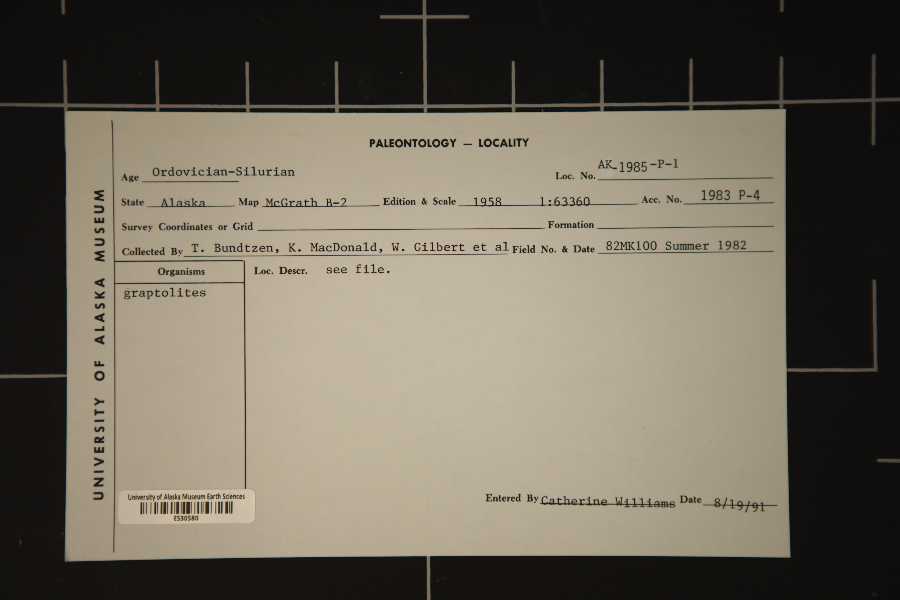 PALEONTOLOGY — LOCALITY
Age Ordovician-Silurian Loc. No. AK-1985-P-1
State Alaska Map McGrath B-2 Edition & Scale 1958 1:63360 Acc. No. 1983 P-4
Survey Coordinates or Grid Formation
Collected By T. Bundtzen, K. MacDonald, W. Gilbert et al Field No. & Date 82MK100 Summer 1982
Organisms Loc. Descr. see file.
graptolites
UNIVERSITY OF ALASKA MUSEUM
University of Alaska Museum Earth Sciences
ES30580
Entered By Catherine Williams Date 8/19/91